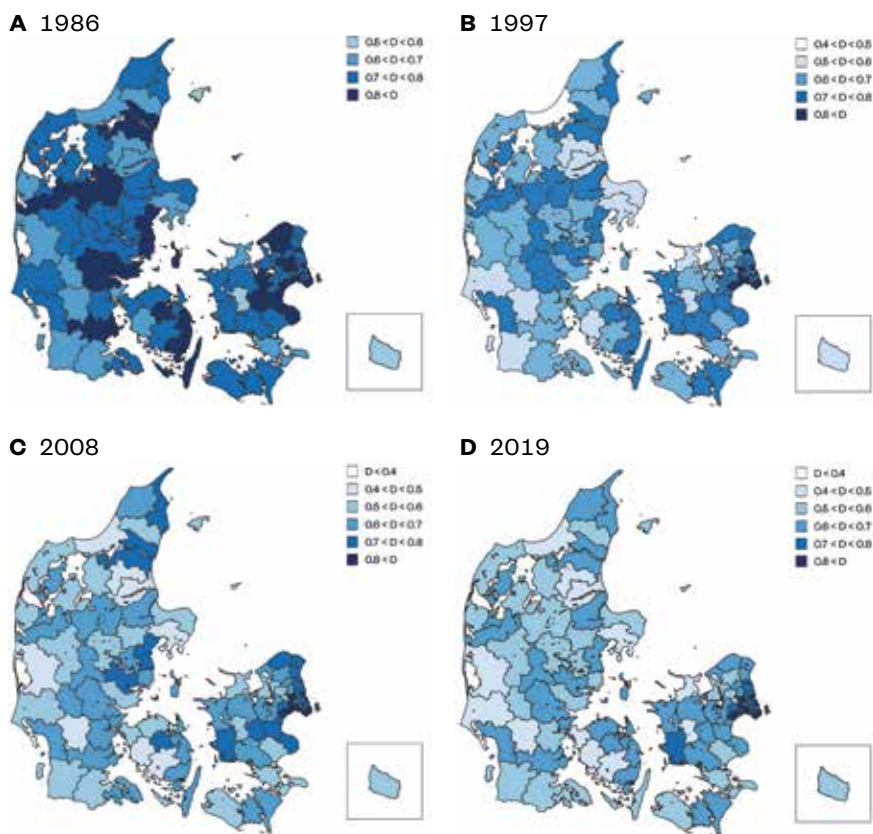 A 1986
0.5 < D < 0.6
0.6 < D < 0.7
0.7 < D < 0.8
0.8 < D
B 1997
0.4 < D < 0.5
0.5 < D < 0.6
0.6 < D < 0.7
0.7 < D < 0.8
0.8 < D
C 2008
D < 0.4
0.4 < D < 0.5
0.5 < D < 0.6
0.6 < D < 0.7
0.7 < D < 0.8
0.8 < D
D 2019
D < 0.4
0.4 < D < 0.5
0.5 < D < 0.6
0.6 < D < 0.7
0.7 < D < 0.8
0.8 < D